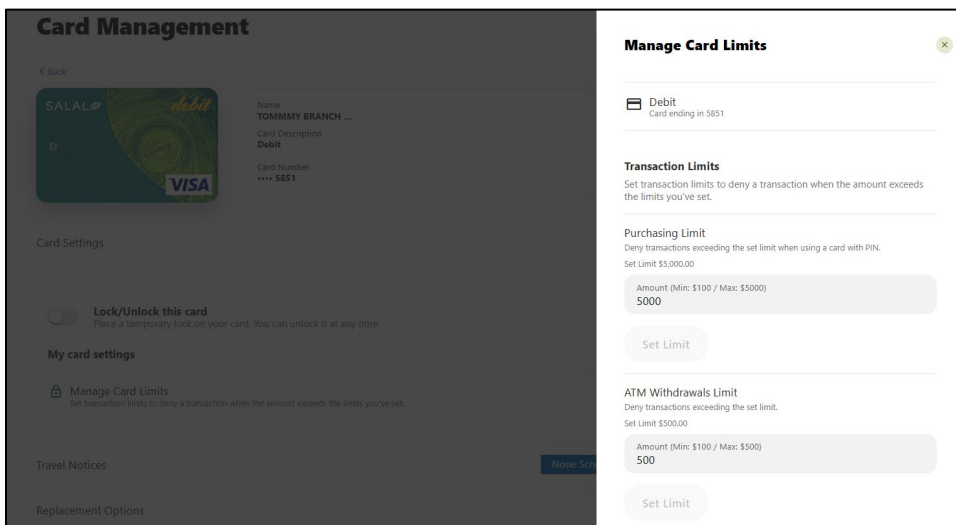 Card Management
< Back
SALAL debit
VISA
Name
TOMMMY BRANCH ...
Card Description
Debit
Card Number
•••• 5851
Card Settings
Lock/Unlock this card
Place a temporary lock on your card. You can unlock it at any time.
My card settings
Manage Card Limits
Set transaction limits to deny a transaction when the amount exceeds the limits you've set.
Travel Notices
None Sch
Replacement Options
Manage Card Limits
×
Debit
Card ending in 5851
Transaction Limits
Set transaction limits to deny a transaction when the amount exceeds
the limits you've set.
Purchasing Limit
Deny transactions exceeding the set limit when using a card with PIN.
Set Limit $5,000.00
Amount (Min: $100 / Max: $5000)
5000
Set Limit
ATM Withdrawals Limit
Deny transactions exceeding the set limit.
Set Limit $500.00
Amount (Min: $100 / Max: $500)
500
Set Limit